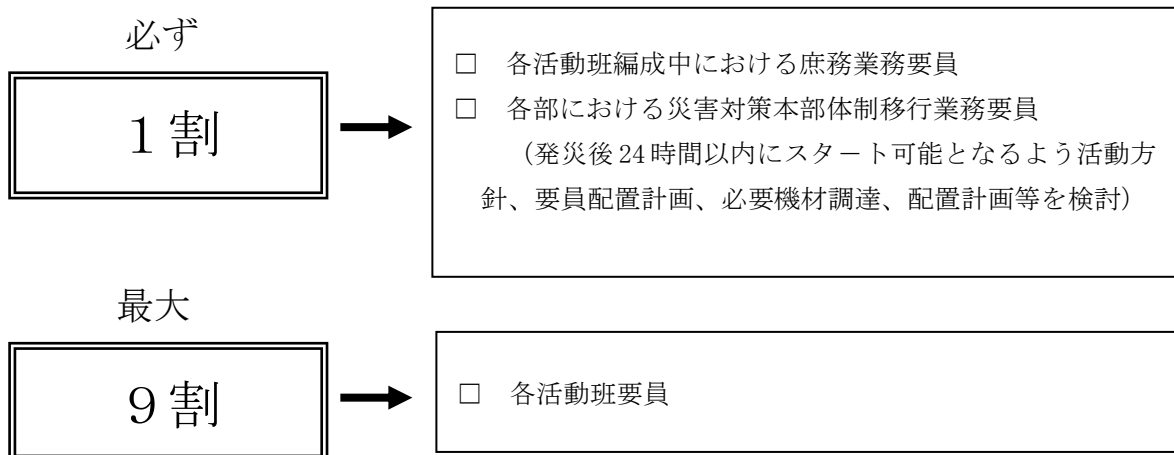 必ず
１割
□　各活動班編成中における庶務業務要員
□　各部における災害対策本部体制移行業務要員
（発災後 24 時間以内にスタート可能となるよう活動方
針、要員配置計画、必要機材調達、配置計画等を検討）
最大
９割
□　各活動班要員